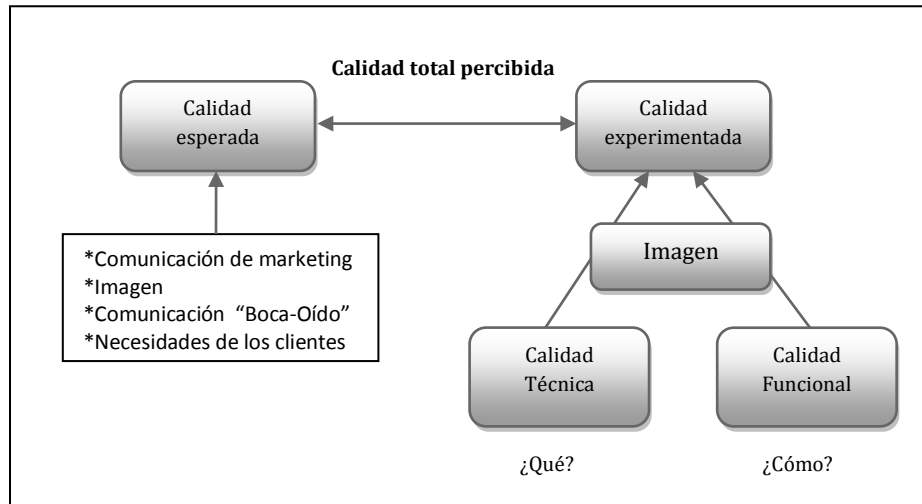 Calidad total percibida
Calidad
esperada
Calidad
experimentada
*Comunicación de marketing
*Imagen
*Comunicación “Boca-Oído”
*Necesidades de los clientes
Imagen
Calidad
Técnica
Calidad
Funcional
¿Qué?
¿Cómo?